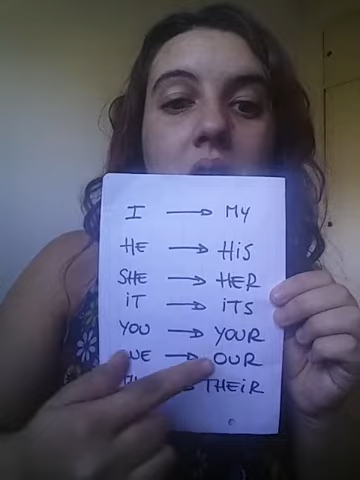 I → MY
HE → HiS
SHE → HER
iT → iTS
YOU → YOUR
WE → OUR
THEiR